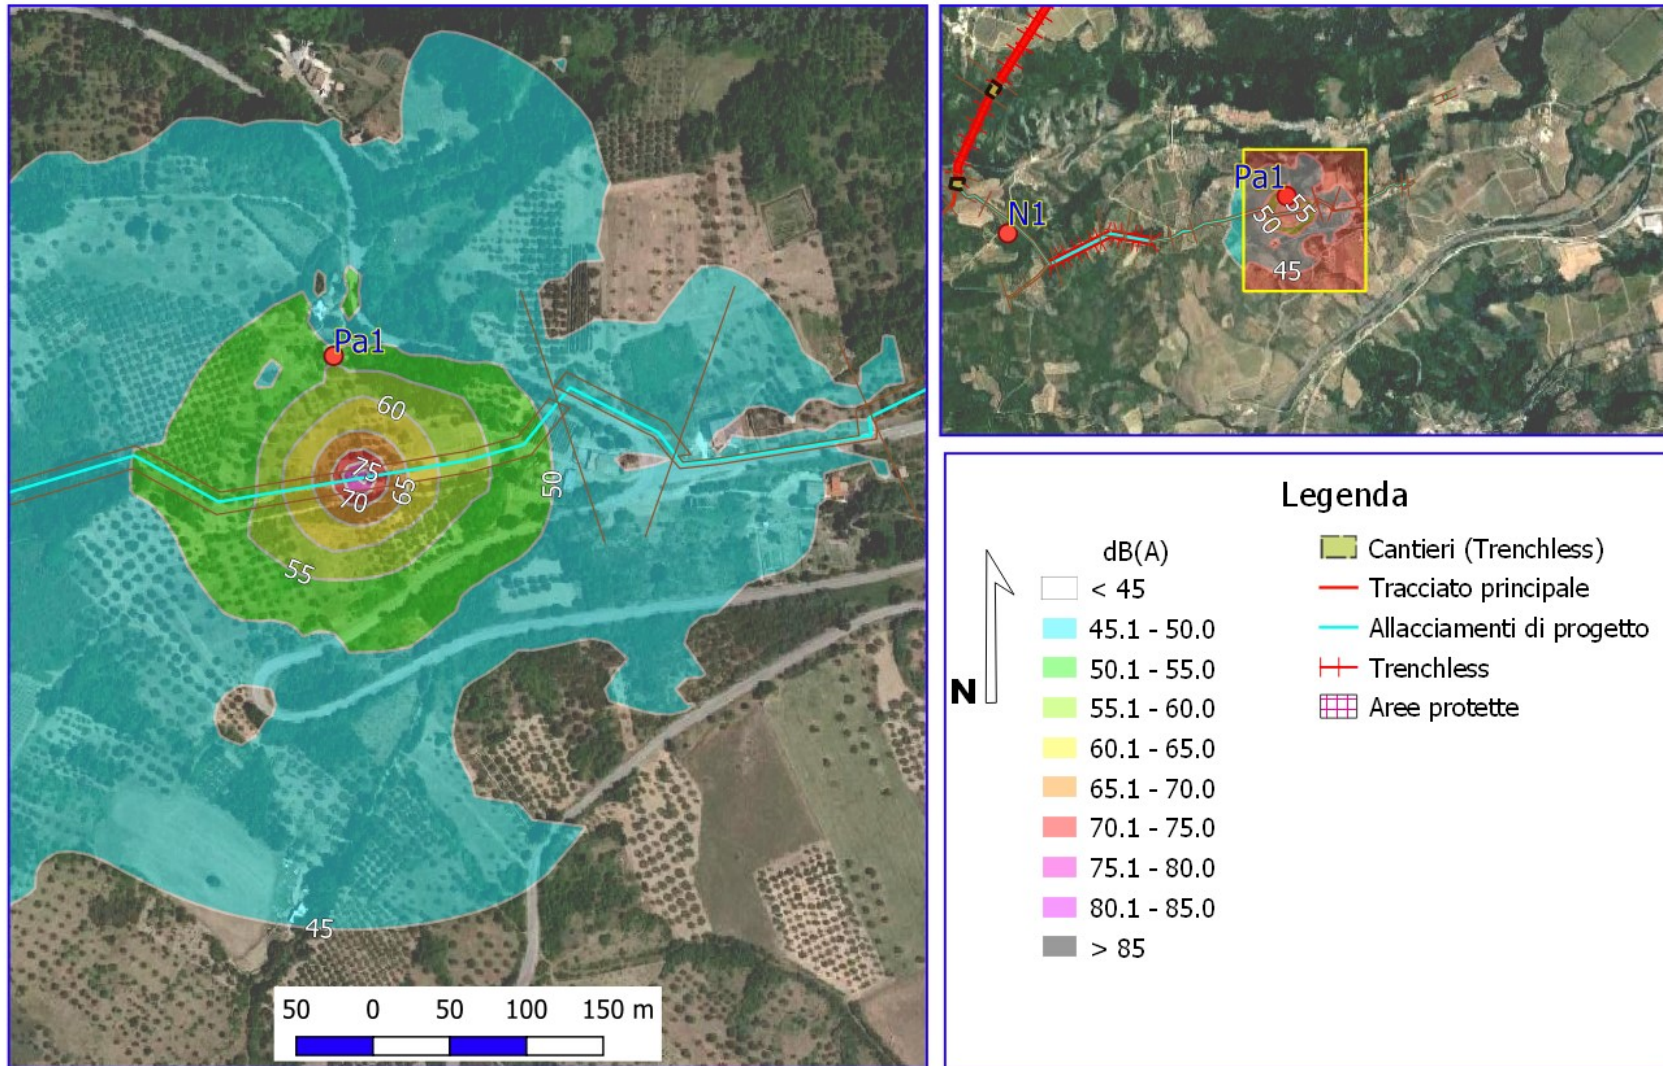 Pa1
60
75
65
70
50
55
45
50 0 50 100 150 m
Pa1
N1
55
50
45
Legenda
dB(A)
< 45
45.1 - 50.0
50.1 - 55.0
55.1 - 60.0
60.1 - 65.0
65.1 - 70.0
70.1 - 75.0
75.1 - 80.0
80.1 - 85.0
> 85
N
Cantieri (Trenchless)
Tracciato principale
Allacciamenti di progetto
Trenchless
Aree protette